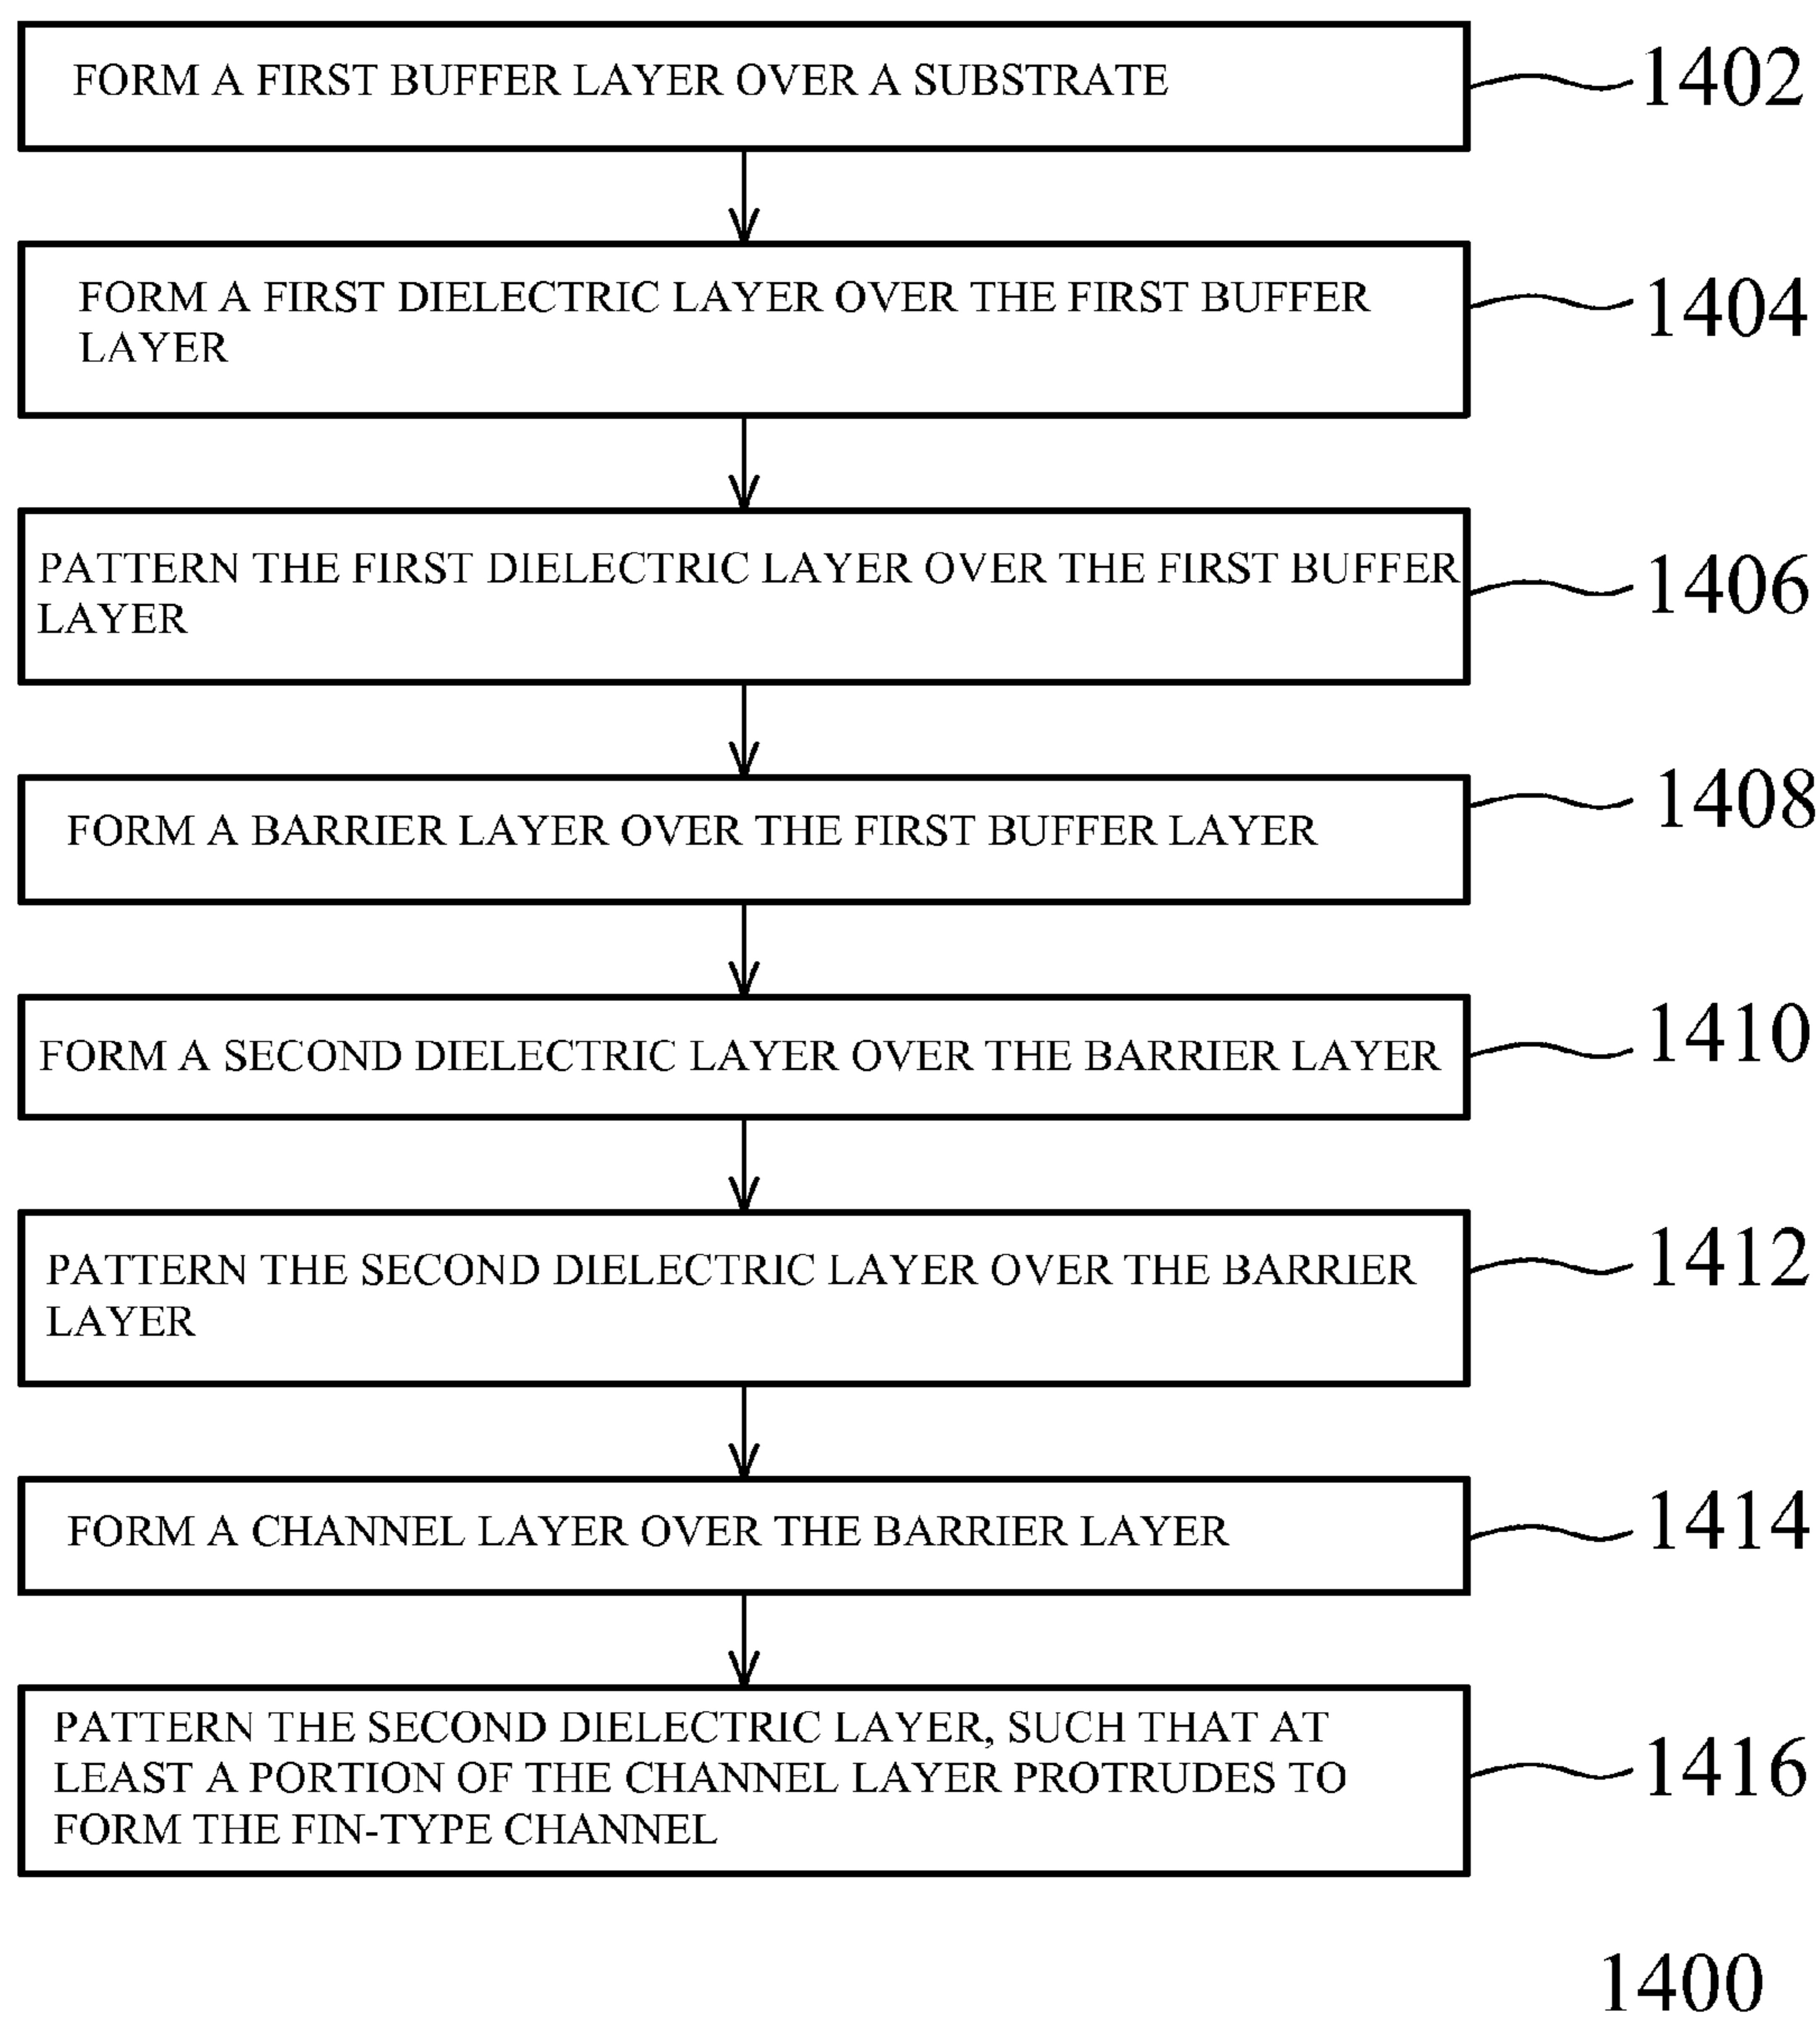 FORM A FIRST BUFFER LAYER OVER A SUBSTRATE
1402
FORM A FIRST DIELECTRIC LAYER OVER THE FIRST BUFFER
LAYER
1404
PATTERN THE FIRST DIELECTRIC LAYER OVER THE FIRST BUFFER
LAYER
1406
FORM A BARRIER LAYER OVER THE FIRST BUFFER LAYER
1408
FORM A SECOND DIELECTRIC LAYER OVER THE BARRIER LAYER
1410
PATTERN THE SECOND DIELECTRIC LAYER OVER THE BARRIER
LAYER
1412
FORM A CHANNEL LAYER OVER THE BARRIER LAYER
1414
PATTERN THE SECOND DIELECTRIC LAYER, SUCH THAT AT
LEAST A PORTION OF THE CHANNEL LAYER PROTRUDES TO
FORM THE FIN-TYPE CHANNEL
1416
1400